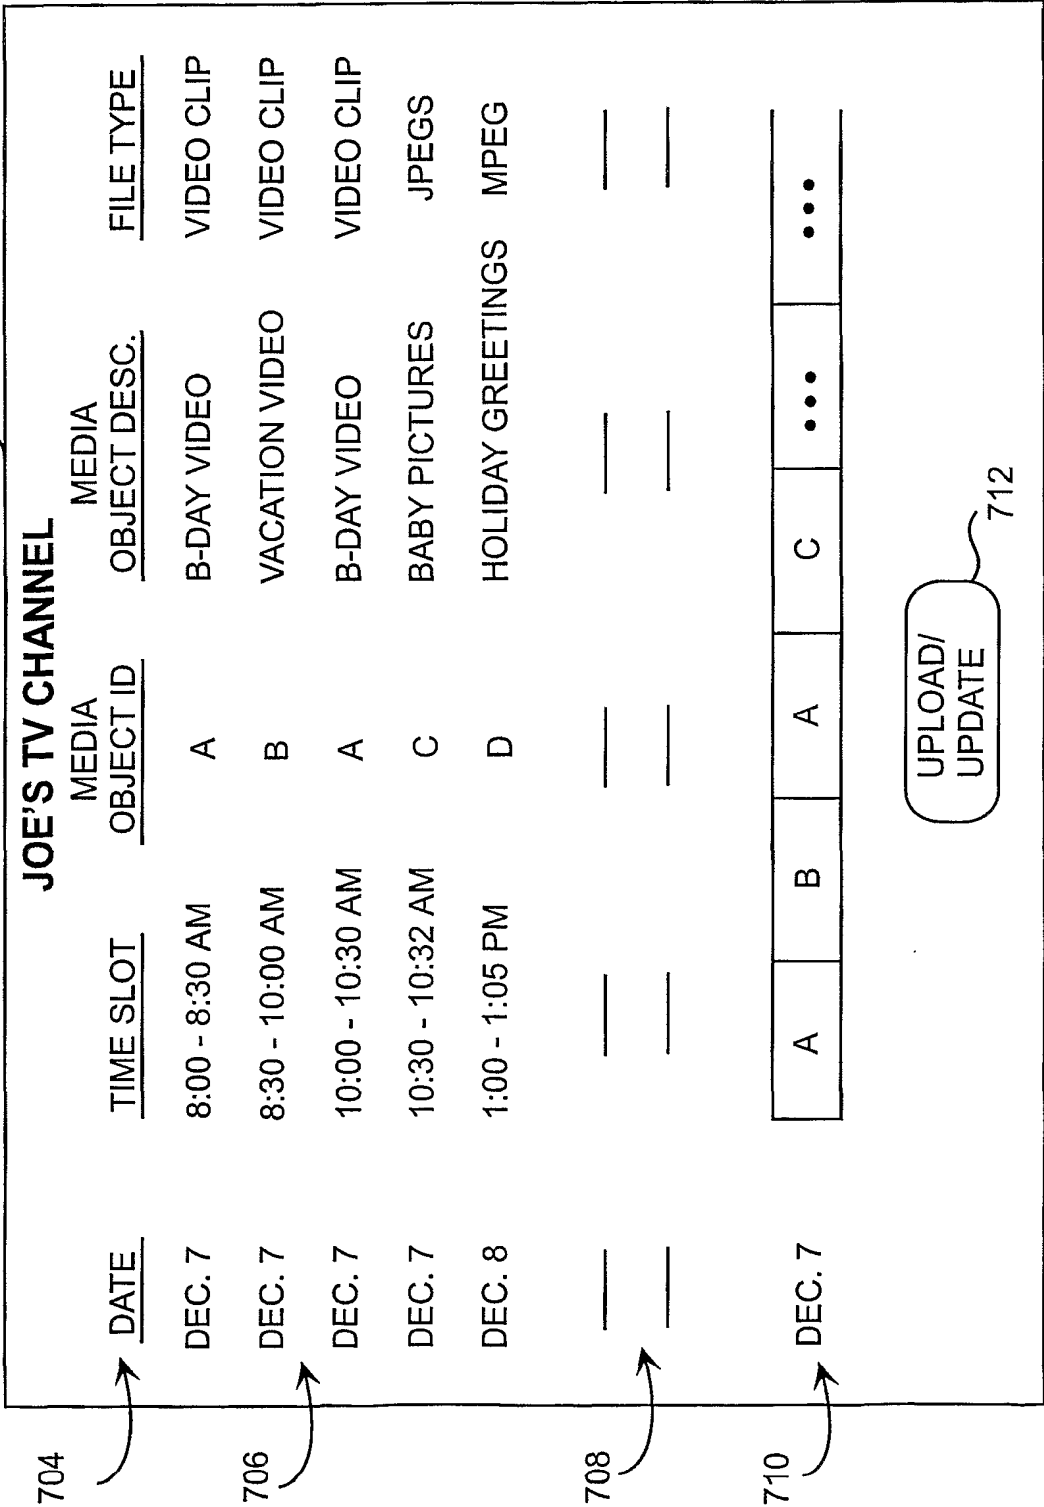 JOE'S TV CHANNEL
MEDIA MEDIA
704 DATE TIME SLOT OBJECT ID OBJECT DESC. FILE TYPE
DEC. 7 8:00 - 8:30 AM A B-DAY VIDEO VIDEO CLIP
706 DEC. 7 8:30 - 10:00 AM B VACATION VIDEO VIDEO CLIP
DEC. 7 10:00 - 10:30 AM A B-DAY VIDEO VIDEO CLIP
DEC. 7 10:30 - 10:32 AM C BABY PICTURES JPEGS
DEC. 8 1:00 - 1:05 PM D HOLIDAY GREETINGS MPEG
708
710 DEC. 7 A B A C ... ...
UPLOAD/
UPDATE
712